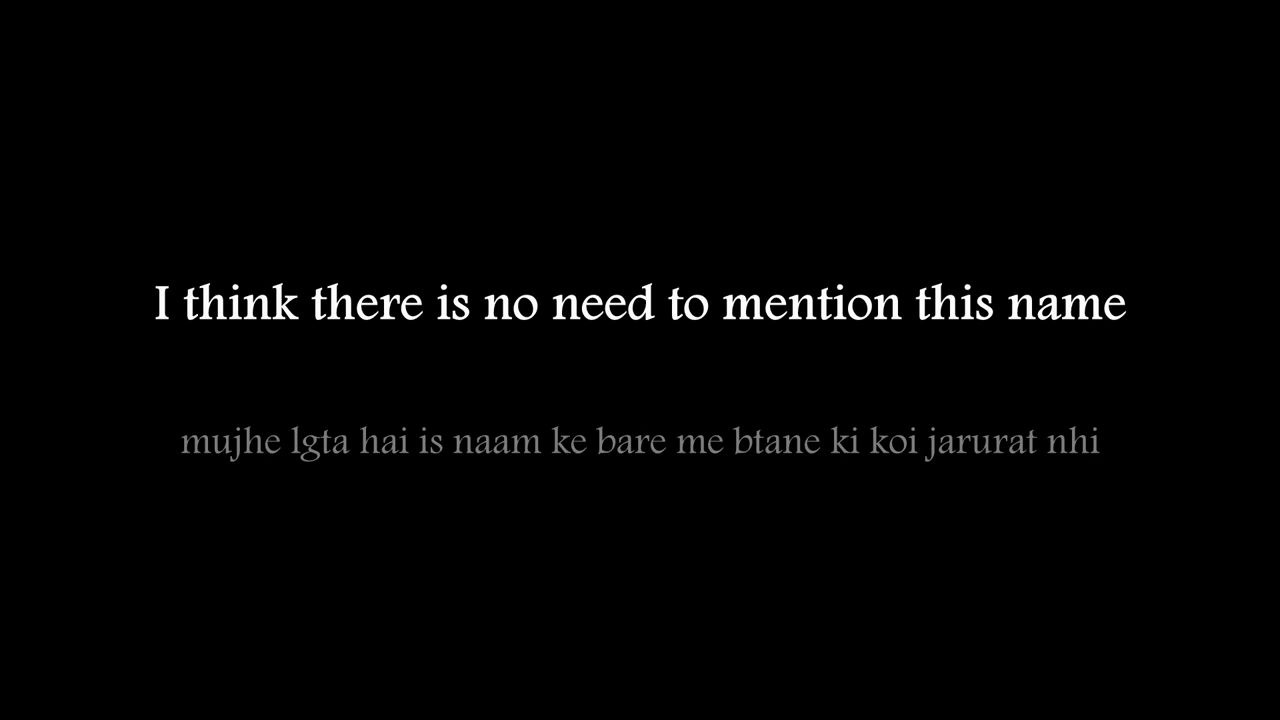 I think there is no need to mention this name
mujhe lgta hai is naam ke bare me btane ki koi jarurat nhi